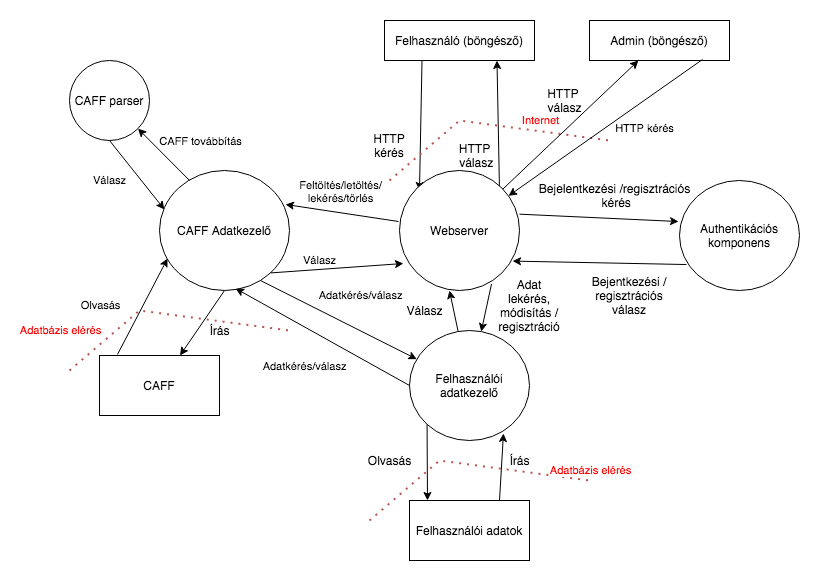 Felhasználó (böngésző)
Admin (böngésző)
CAFF parser
HTTP
válasz
Internet
HTTP kérés
HTTP
kérés
HTTP
válasz
CAFF továbbítás
Válasz
Feltöltés/letöltés/
lekérés/törlés
Bejelentkezési /regisztrációs
kérés
CAFF Adatkezelő
Webserver
Authentikációs
komponens
Válasz
Adatkérés/válasz
Válasz
Adat
lekérés,
módisítás /
regisztráció
Bejentkezési /
regisztrációs
válasz
Olvasás
Írás
Adatbázis elérés
Adatkérés/válasz
CAFF
Felhasználói
adatkezelő
Olvasás
Írás
Adatbázis elérés
Felhasználói adatok